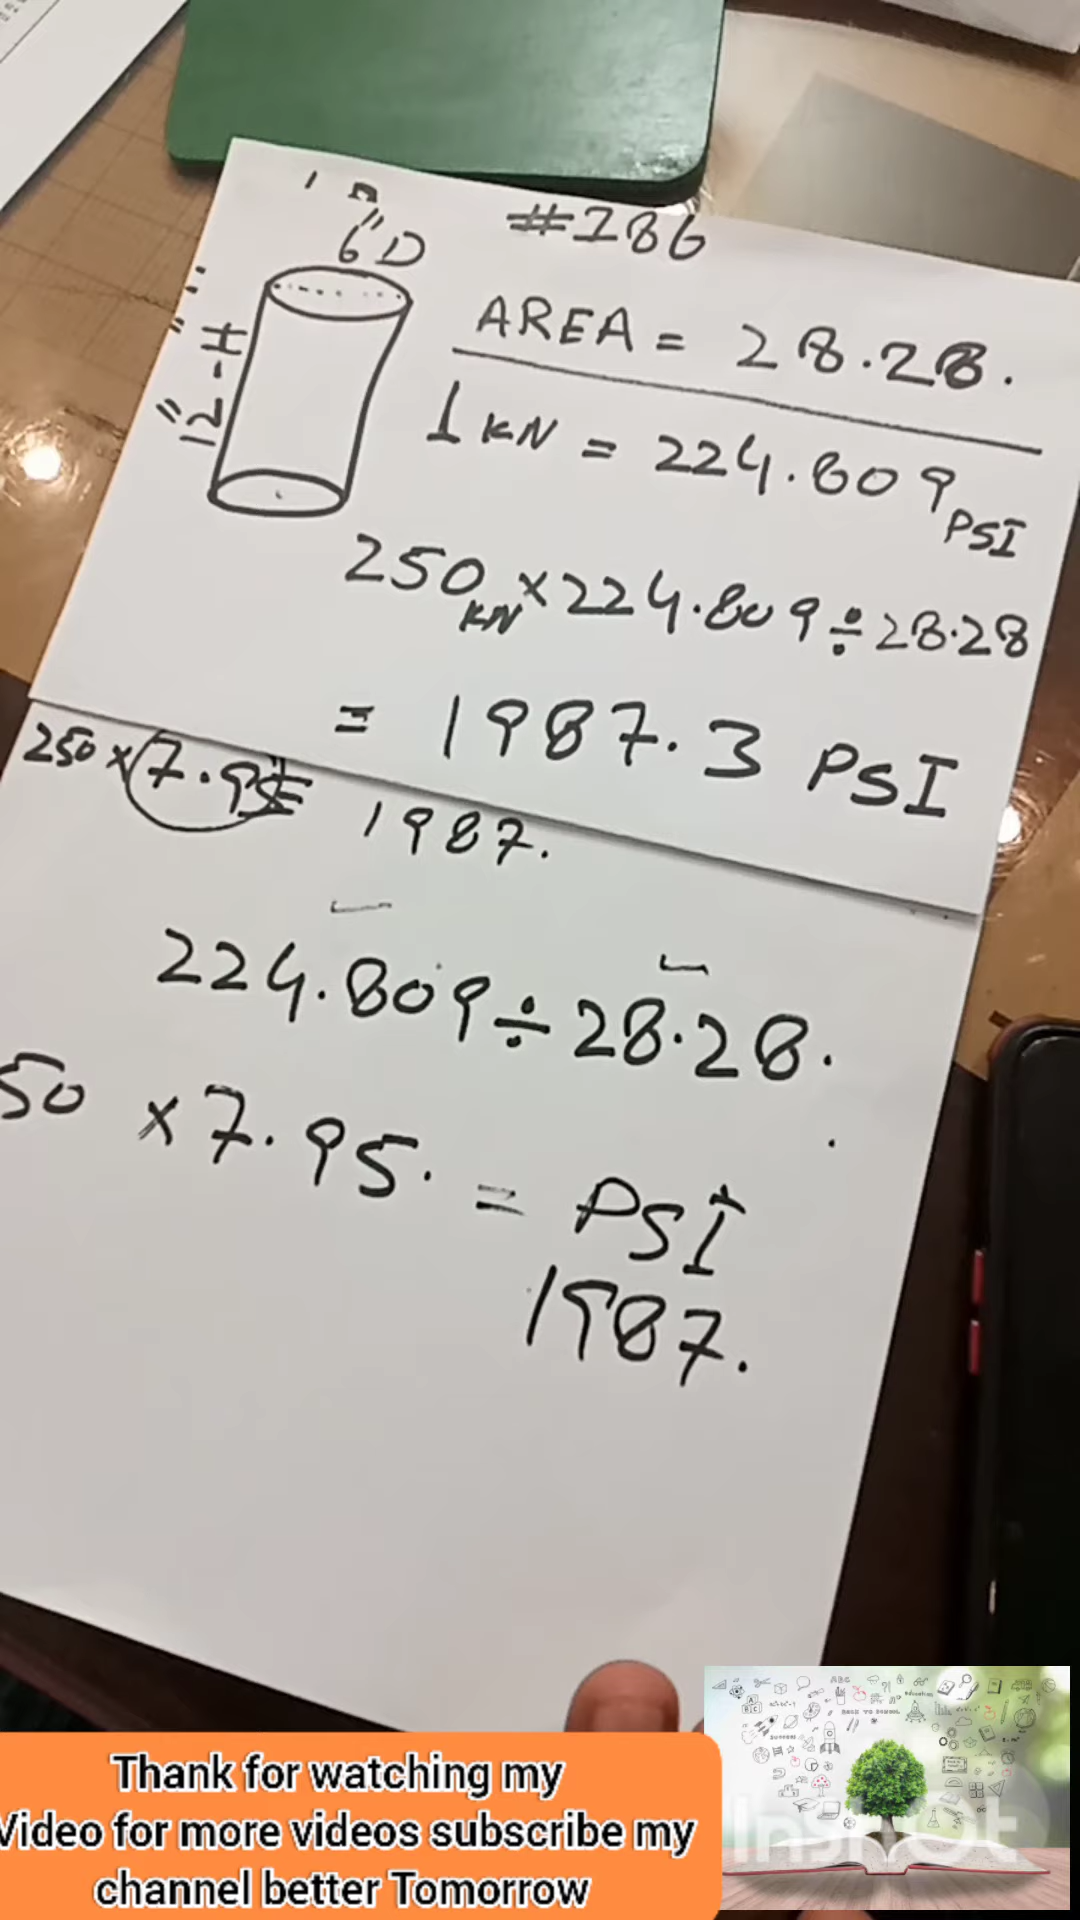 #186
6"D
12"-H
AREA = 28.28.
1 KN = 224.809 PSI
250 KN × 224.809 ÷ 28.28
= 1987.3 PSI
250 × 7.95 = 1987.
224.809 ÷ 28.28.
50 × 7.95. = PSI
1987.
Thank for watching my
Video for more videos subscribe my
channel better Tomorrow
InShot